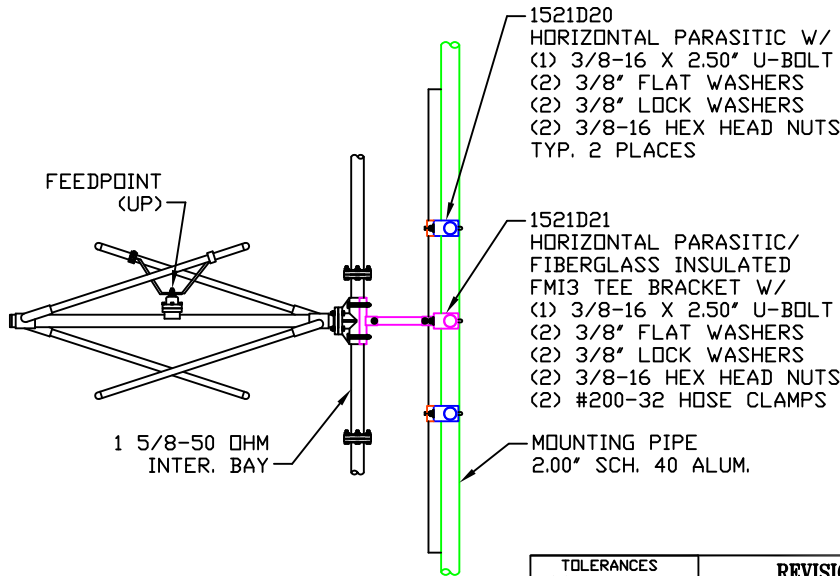 1521D20
HORIZONTAL PARASITIC W/
(1) 3/8-16 X 2.50" U-BOLT
(2) 3/8" FLAT WASHERS
(2) 3/8" LOCK WASHERS
(2) 3/8-16 HEX HEAD NUTS
TYP. 2 PLACES
FEEDPOINT
(UP)
1521D21
HORIZONTAL PARASITIC/
FIBERGLASS INSULATED
FMI3 TEE BRACKET W/
(1) 3/8-16 X 2.50" U-BOLT
(2) 3/8" FLAT WASHERS
(2) 3/8" LOCK WASHERS
(2) 3/8-16 HEX HEAD NUTS
(2) #200-32 HOSE CLAMPS
1 5/8-50 OHM
INTER. BAY
MOUNTING PIPE
2.00" SCH. 40 ALUM.
TOLERANCES
REVISIO